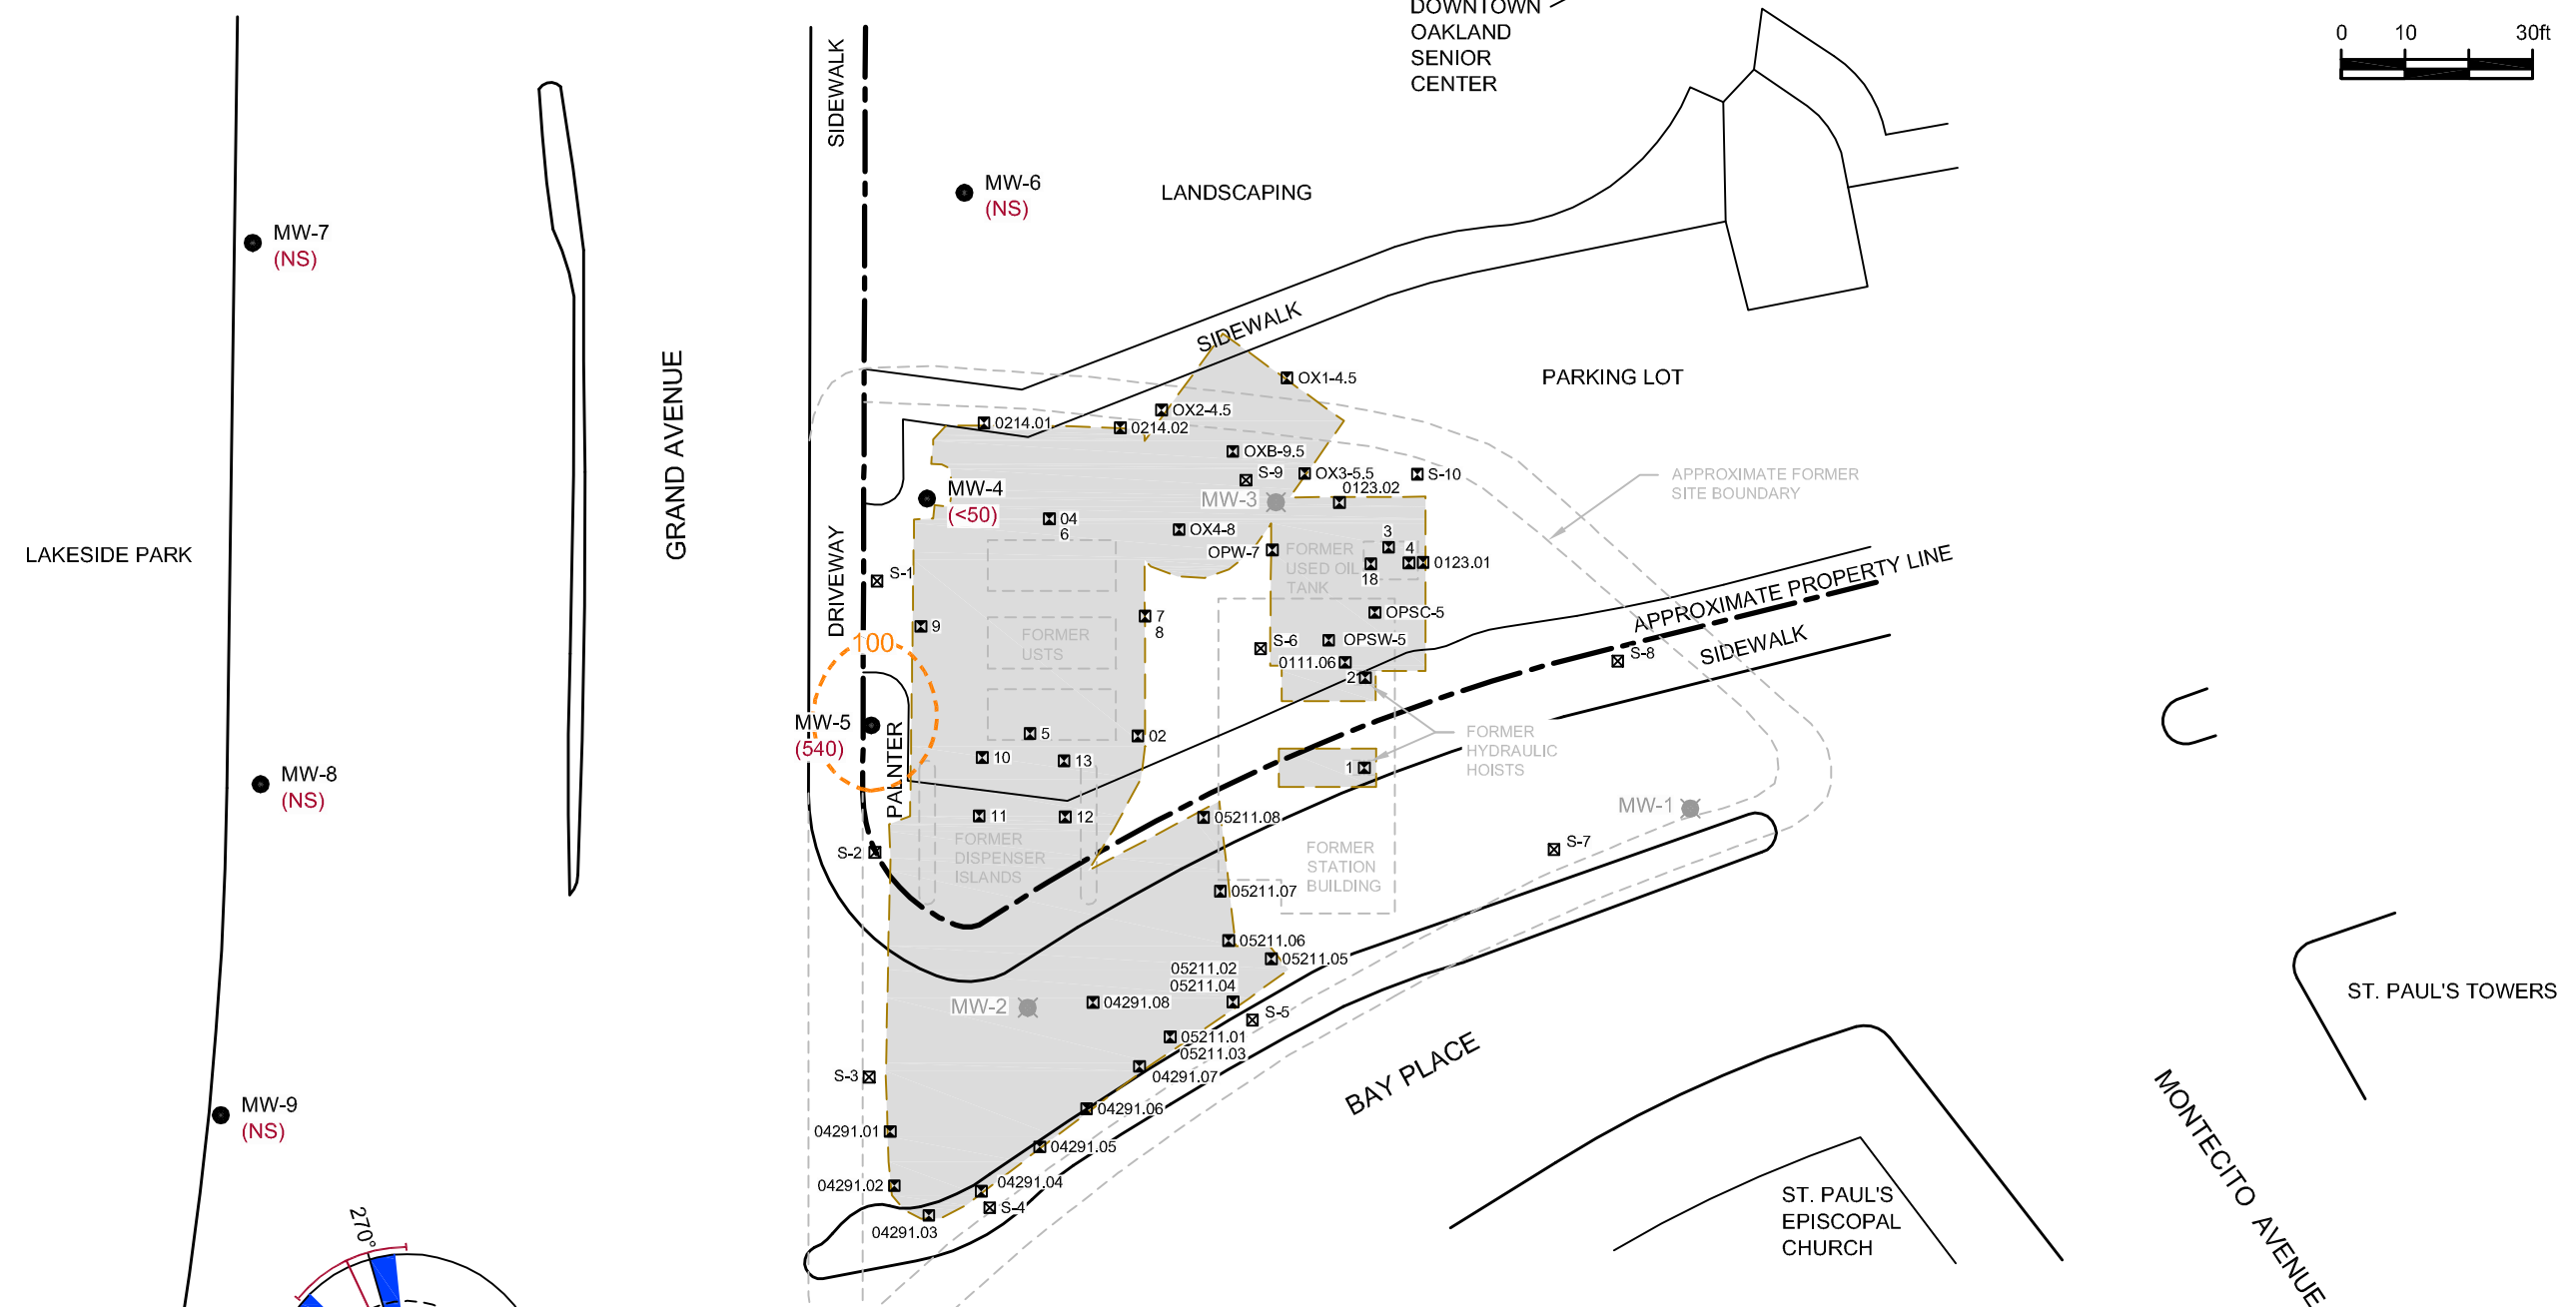 DOWNTOWN
OAKLAND
SENIOR
CENTER
0 10 30ft
SIDEWALK
MW-6
(NS)
LANDSCAPING
MW-7
(NS)
SIDEWALK
GRAND AVENUE
PARKING LOT
OX1-4.5
OX2-4.5
0214.01
0214.02
OXB-9.5
S-9
OX3-5.5
S-10
APPROXIMATE FORMER
SITE BOUNDARY
MW-4
(<50)
MW-3
0123.02
04
6
OX4-8
OPW-7
FORMER
USED OIL
TANK
3
4
18
0123.01
LAKESIDE PARK
DRIVEWAY
S-1
9
7
8
OPSC-5
OPSW-5
S-6
0111.06
2
APPROXIMATE PROPERTY LINE
SIDEWALK
S-8
100
FORMER
USTS
MW-5
(540)
PALNTER
5
02
10
13
FORMER
HYDRAULIC
HOISTS
1
MW-8
(NS)
11
12
05211.08
MW-1
S-2
FORMER
DISPENSER
ISLANDS
FORMER
STATION
BUILDING
S-7
05211.07
05211.06
05211.05
05211.02
05211.04
MW-2
04291.08
S-5
05211.01
05211.03
04291.07
S-3
04291.06
MW-9
(NS)
04291.01
04291.05
04291.02
04291.04
S-4
04291.03
BAY PLACE
ST. PAUL'S TOWERS
MONTECITO AVENUE
ST. PAUL'S
EPISCOPAL
CHURCH
270°